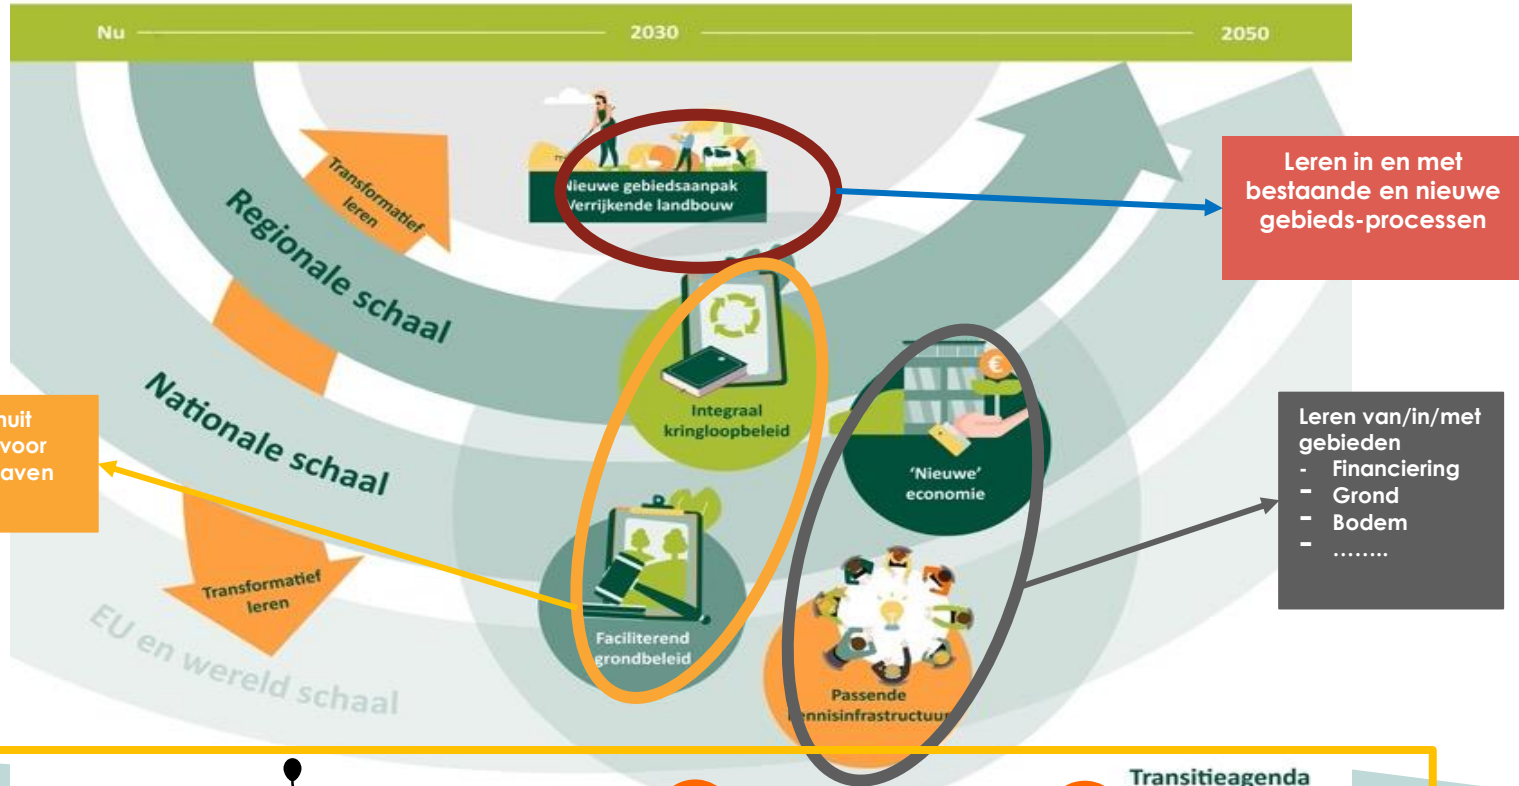 Nu
2030
2050
Nieuwe gebiedsaanpak
Verrijkende landbouw
Leren in en met
bestaande en nieuwe
gebieds-processen
Transformatief
leren
Regionale schaal
Integraal
kringloopbeleid
'Nieuwe'
economie
Nationale schaal
voor
Leren van/in/met
gebieden
- Financiering
- Grond
- Bodem
- ……..
Transformatief
leren
EU en wereld schaal
Faciliterend
grondbeleid
Passende
kennisinfrastructuur
Transitieagenda